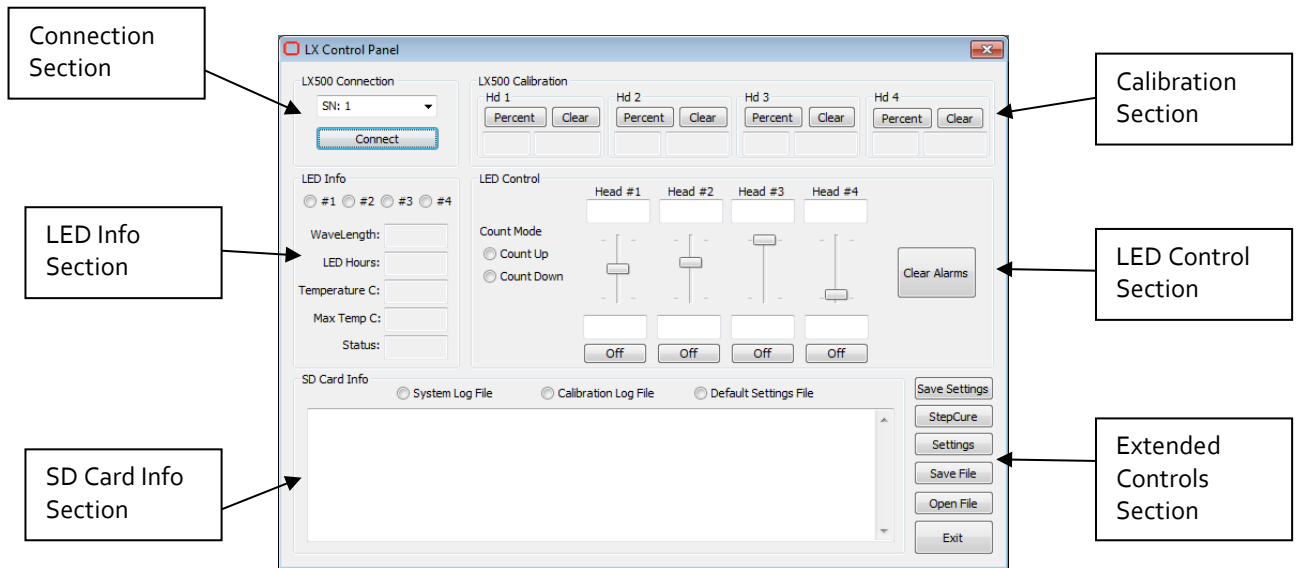 Connection
Section
LX Control Panel
LX500 Connection
SN: 1
Connect
LX500 Calibration
Hd 1 Hd 2 Hd 3 Hd 4
Percent Clear Percent Clear Percent Clear Percent Clear
Calibration
Section
LED Info
Section
LED Info
#1 #2 #3 #4
WaveLength:
LED Hours:
Temperature C:
Max Temp C:
Status:
LED Control
Head #1 Head #2 Head #3 Head #4
Count Mode
Count Up
Count Down
Clear Alarms
Off Off Off Off
LED Control
Section
SD Card Info
Section
SD Card Info
System Log File Calibration Log File Default Settings File
Save Settings
StepCure
Settings
Save File
Open File
Exit
Extended
Controls
Section